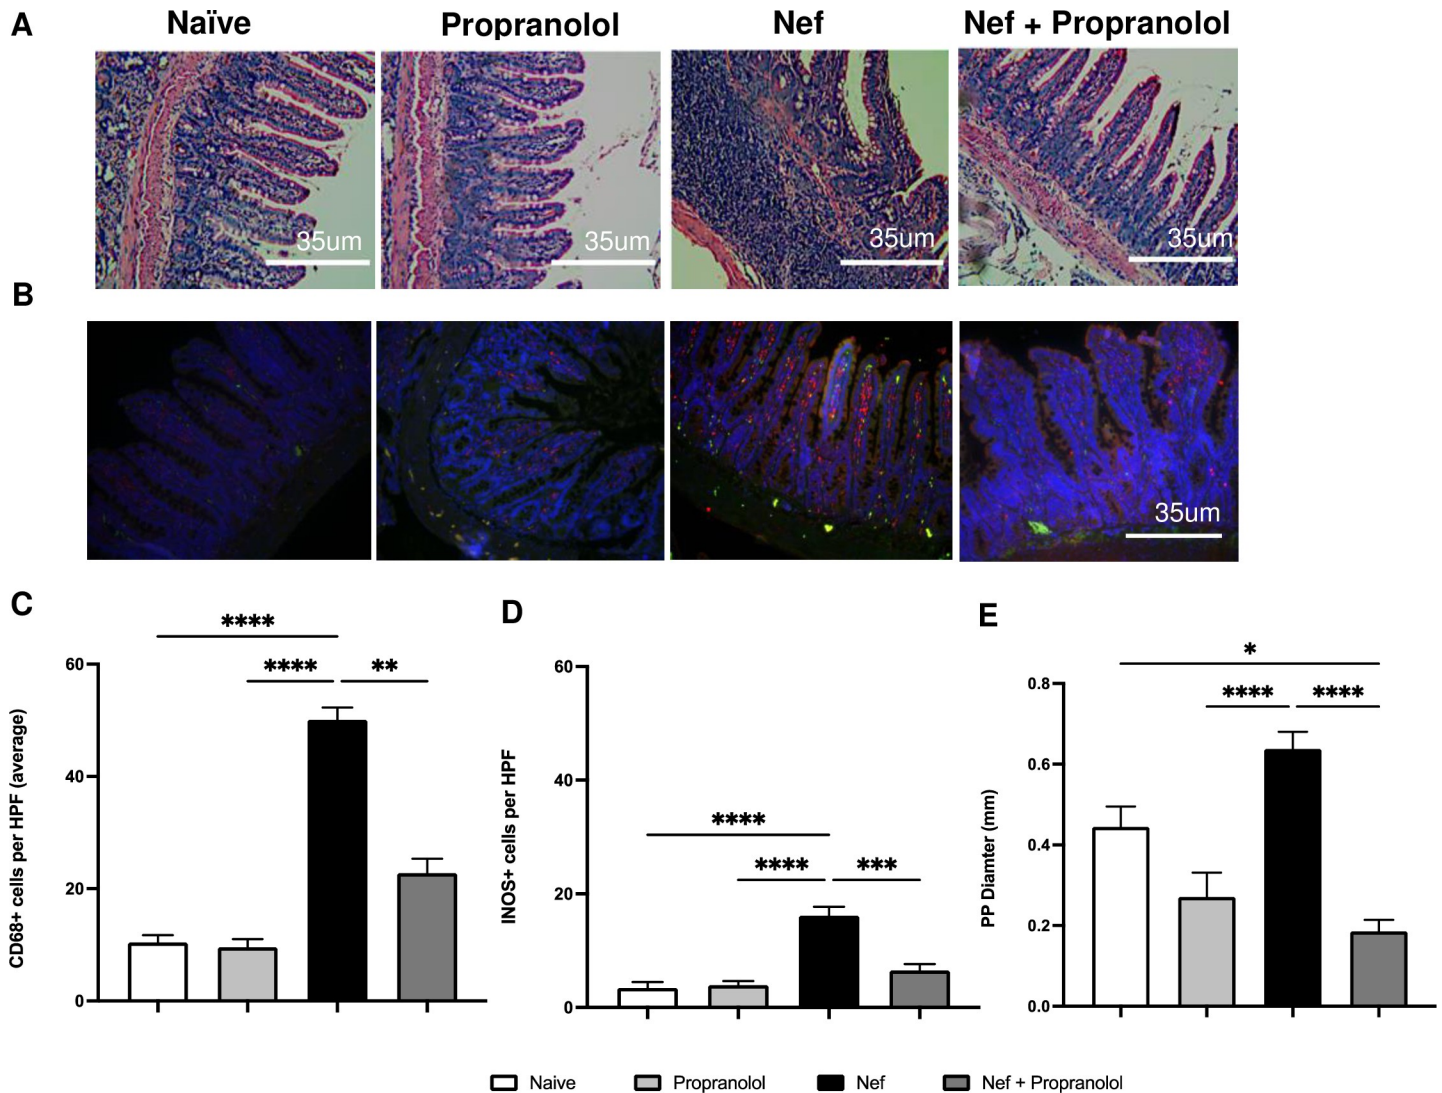 A
Naïve
Propranolol
Nef
Nef + Propranolol
35um
35um
35um
35um
B
35um
C
CD68+ cells per HPF (average)
60
40
20
0
****
****
**
D
INOS+ cells per HPF
60
40
20
0
****
****
***
E
PP Diamter (mm)
0.8
0.6
0.4
0.2
0.0
*
****
****
Naive
Propranolol
Nef
Nef + Propranolol